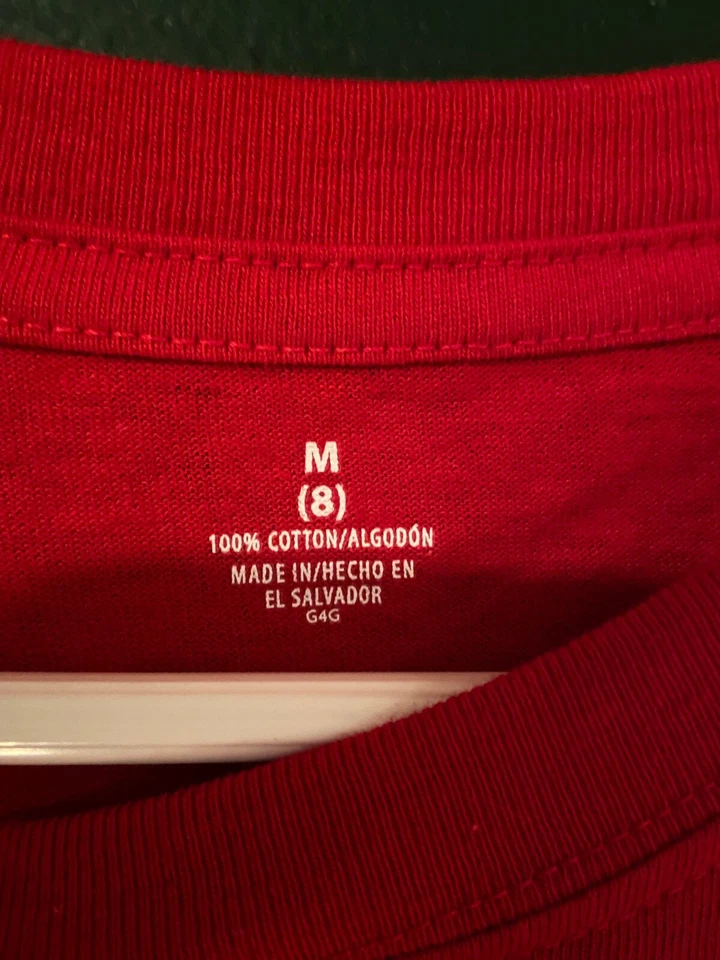 M
(8)
100% COTTON/ALGODÓN
MADE IN/HECHO EN
EL SALVADOR
G4G